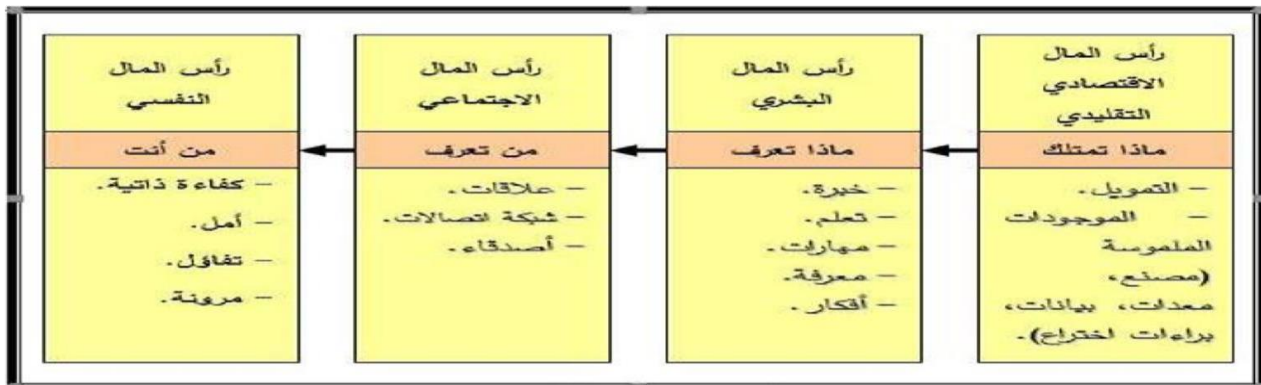 رأس المال
الاقتصادي
التقليدي
ماذا تمتلك
– التمويل.
– الموجودات
الملموسة
(مصنع،
معدات، بيانات،
براءات اختراع).
رأس المال
البشري
ماذا تعرف
– خبرة.
– تعلم.
– مهارات.
– معرفة.
– أفكار.
رأس المال
الاجتماعي
من تعرف
– علاقات.
– شبكة اتصالات.
– أصدقاء.
رأس المال
النفسي
من أنت
– كفاءة ذاتية.
– أمل.
– تفاؤل.
– مرونة.